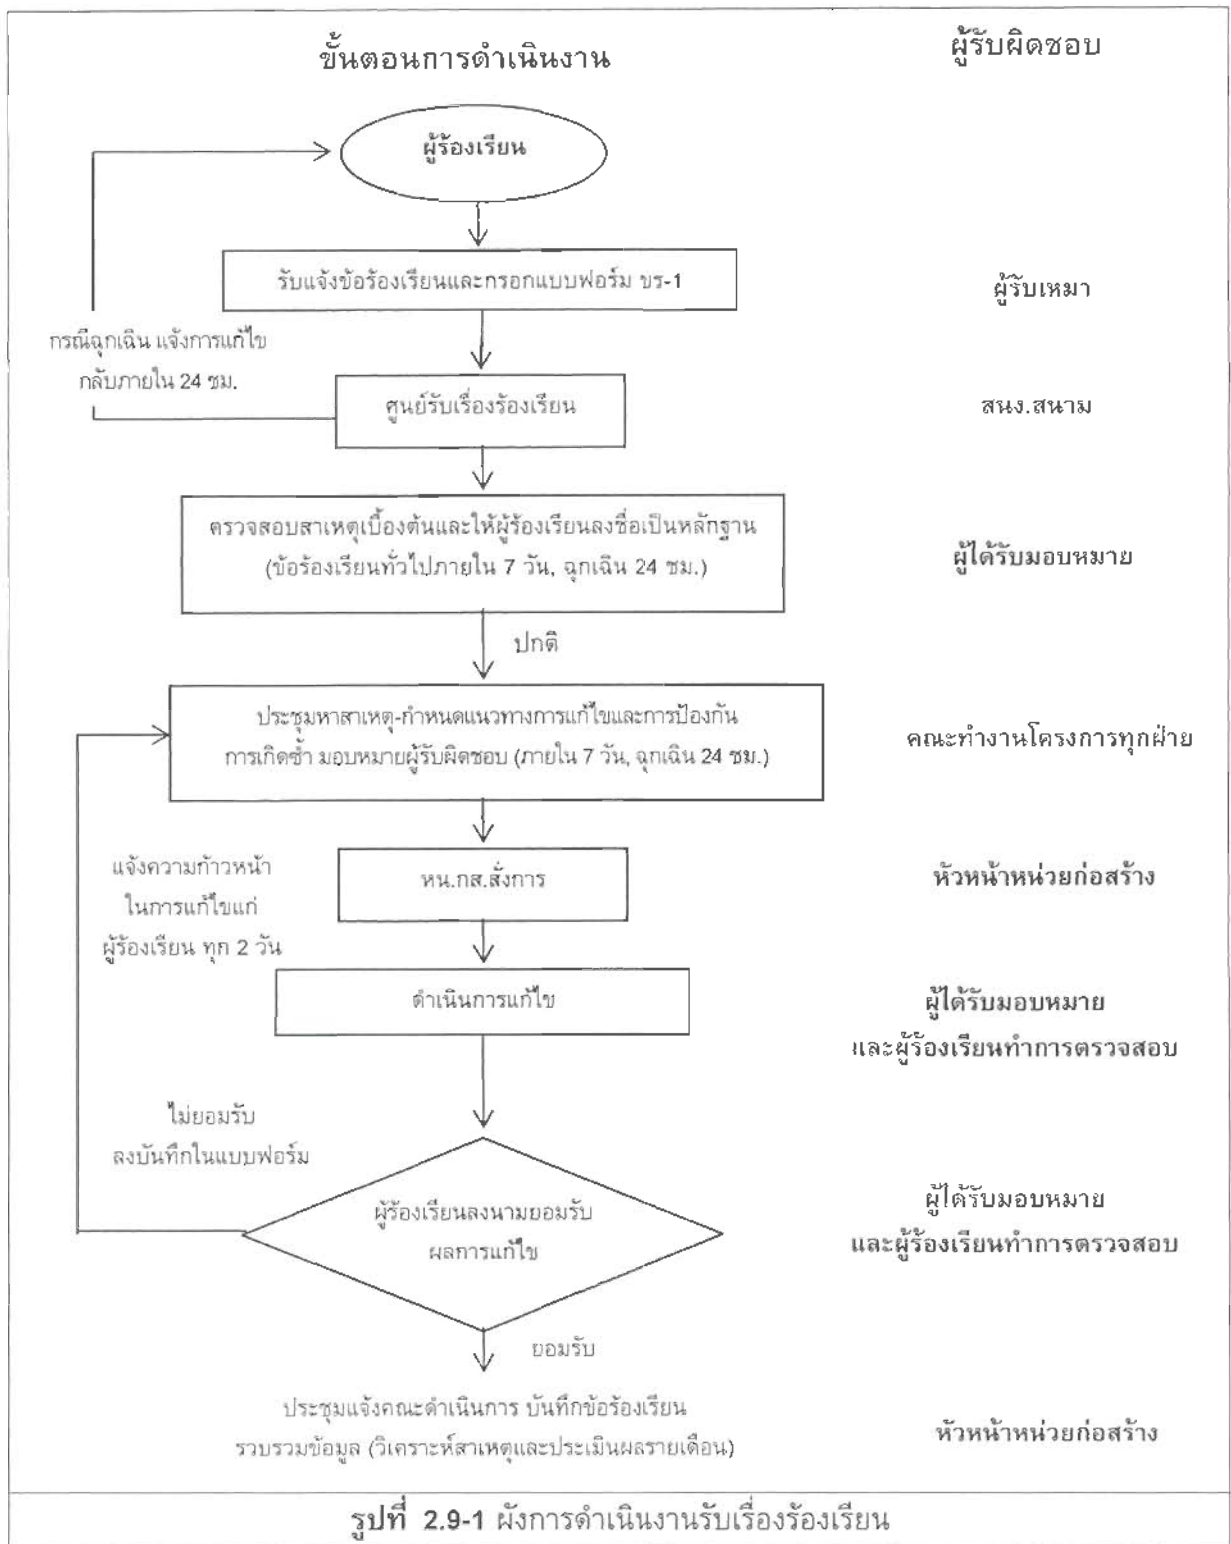 ขั้นตอนการดำเนินงาน
ผู้รับผิดชอบ
ผู้ร้องเรียน
รับแจ้งข้อร้องเรียนและกรอกแบบฟอร์ม ขร-1
ผู้รับเหมา
กรณีฉุกเฉิน แจ้งการแก้ไข
กลับภายใน 24 ชม.
ศูนย์รับเรื่องร้องเรียน
สนง.สนาม
ตรวจสอบสาเหตุเบื้องต้นและให้ผู้ร้องเรียนลงชื่อเป็นหลักฐาน
(ข้อร้องเรียนทั่วไปภายใน 7 วัน, ฉุกเฉิน 24 ชม.)
ผู้ได้รับมอบหมาย
ปกติ
ประชุมหาสาเหตุ-กำหนดแนวทางการแก้ไขและการป้องกัน
การเกิดซ้ำ มอบหมายผู้รับผิดชอบ (ภายใน 7 วัน, ฉุกเฉิน 24 ชม.)
คณะทำงานโครงการทุกฝ่าย
แจ้งความก้าวหน้า
ในการแก้ไขแก่
ผู้ร้องเรียน ทุก 2 วัน
หน.กส.สั่งการ
หัวหน้าหน่วยก่อสร้าง
ดำเนินการแก้ไข
ผู้ได้รับมอบหมาย
และผู้ร้องเรียนทำการตรวจสอบ
ไม่ยอมรับ
ลงบันทึกในแบบฟอร์ม
ผู้ร้องเรียนลงนามยอมรับ
ผลการแก้ไข
ผู้ได้รับมอบหมาย
และผู้ร้องเรียนทำการตรวจสอบ
ยอมรับ
ประชุมแจ้งคณะดำเนินการ บันทึกข้อร้องเรียน
รวบรวมข้อมูล (วิเคราะห์สาเหตุและประเมินผลรายเดือน)
หัวหน้าหน่วยก่อสร้าง
รูปที่ 2.9-1 ผังการดำเนินงานรับเรื่องร้องเรียน